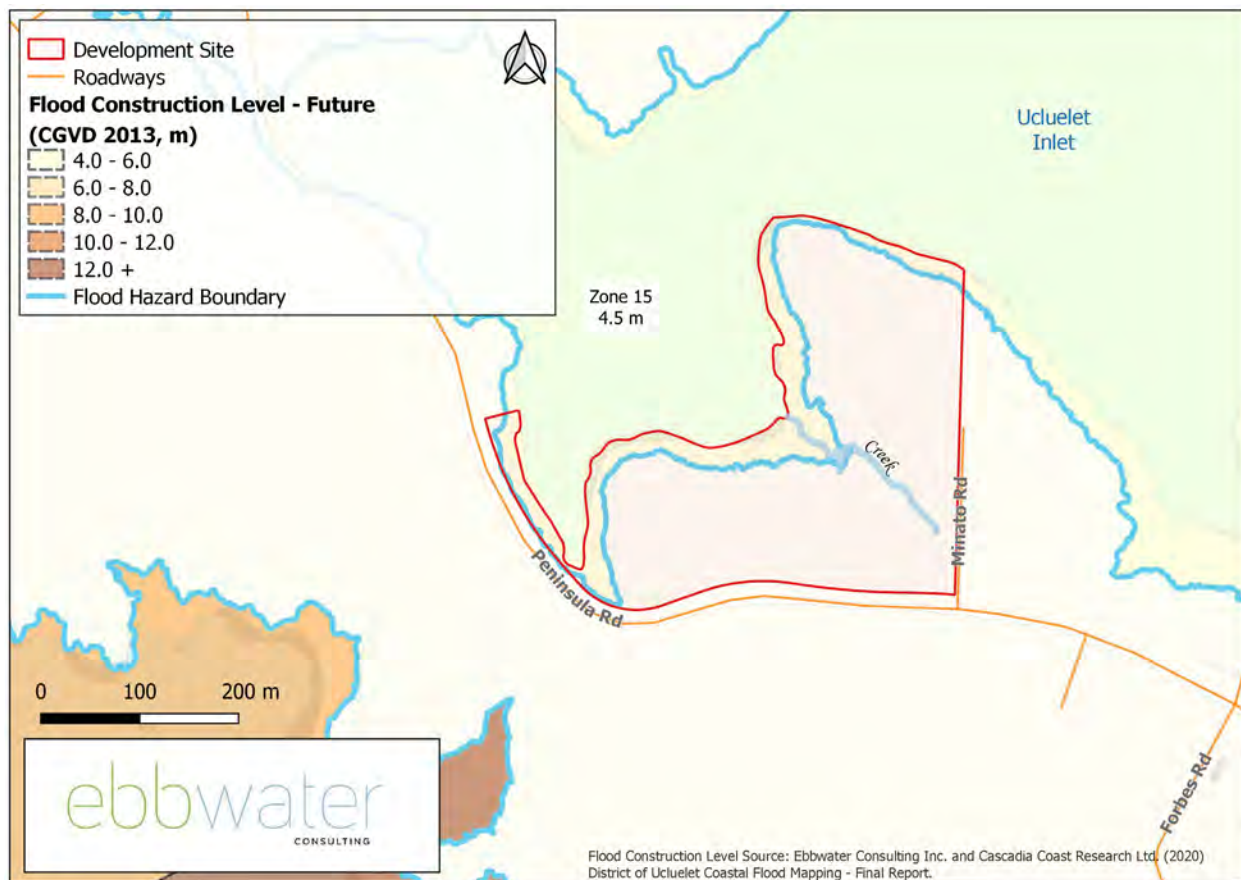 Development Site
Roadways
Flood Construction Level - Future
(CGVD 2013, m)
4.0 - 6.0
6.0 - 8.0
8.0 - 10.0
10.0 - 12.0
12.0 +
Flood Hazard Boundary
Ucluelet
Inlet
Zone 15
4.5 m
Creek
Minato Rd
Peninsula Rd
Forbes Rd
0 100 200 m
ebbwater
CONSULTING
Flood Construction Level Source: Ebbwater Consulting Inc. and Cascadia Coast Research Ltd. (2020)
District of Ucluelet Coastal Flood Mapping - Final Report.